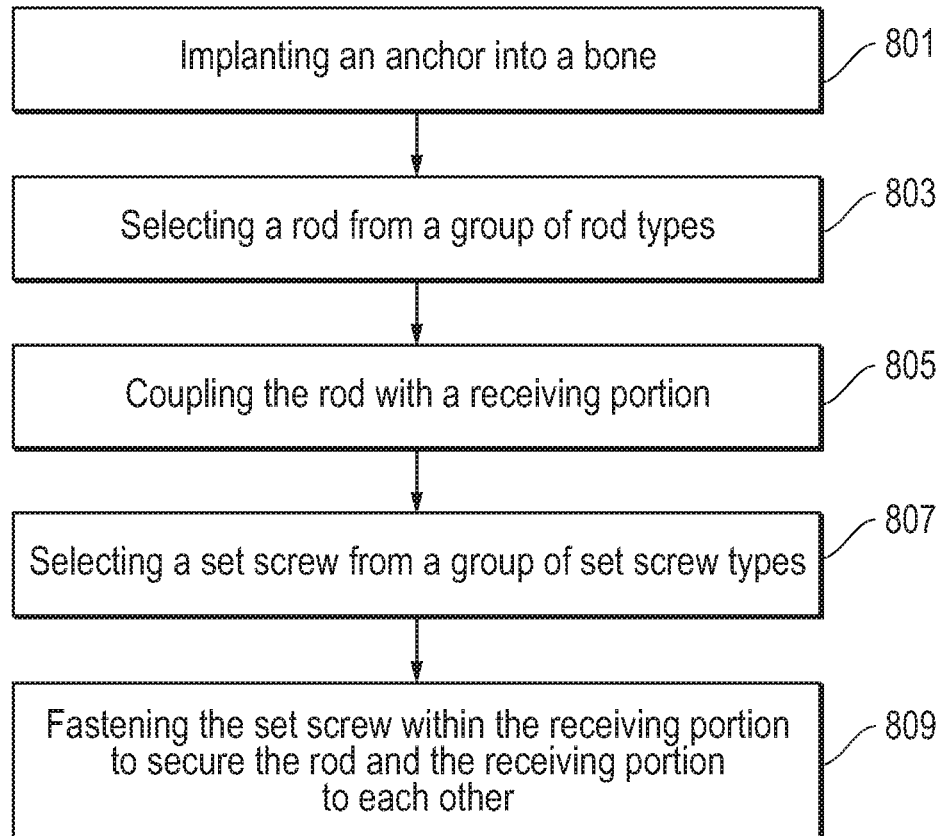 Implanting an anchor into a bone
801
Selecting a rod from a group of rod types
803
Coupling the rod with a receiving portion
805
Selecting a set screw from a group of set screw types
807
Fastening the set screw within the receiving portion
to secure the rod and the receiving portion
to each other
809